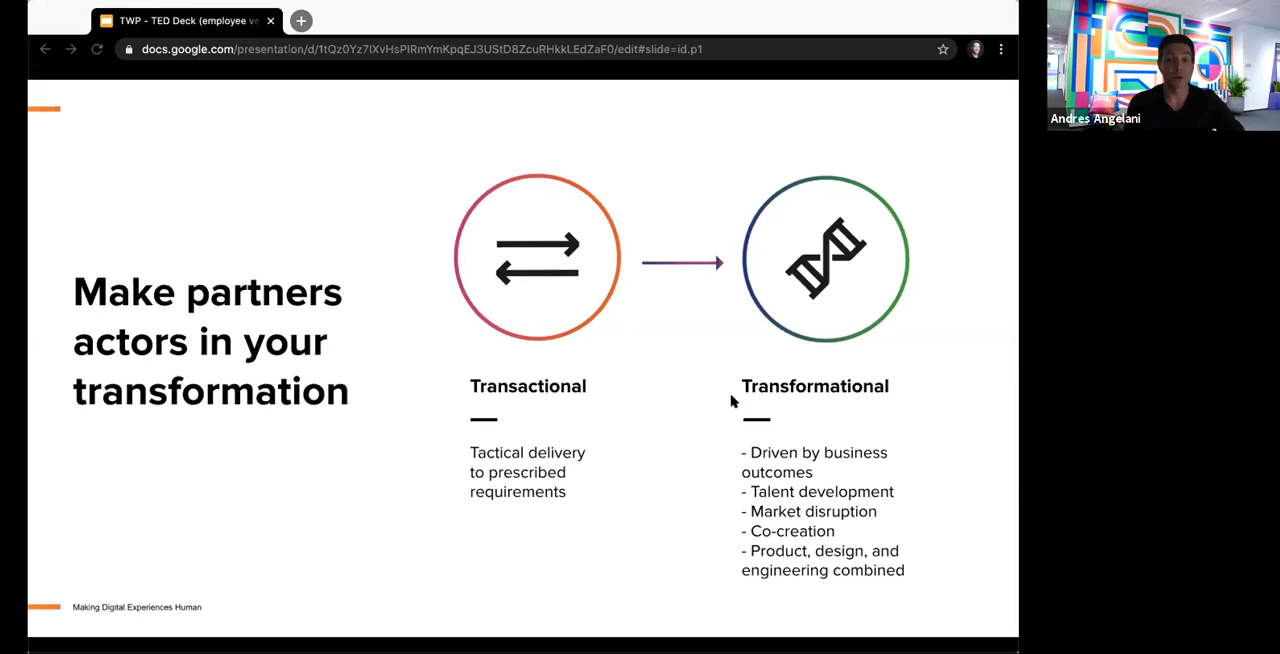 TWP - TED Deck (employee ve
docs.google.com/presentation/d/1tQz0Yz7lXvHsPIRmYmKpqEJ3UStD8ZcuRHkkLEdZaF0/edit#slide=id.p1
Andres Angelani
Make partners
actors in your
transformation
Transactional
Tactical delivery
to prescribed
requirements
Transformational
- Driven by business
outcomes
- Talent development
- Market disruption
- Co-creation
- Product, design, and
engineering combined
Making Digital Experiences Human